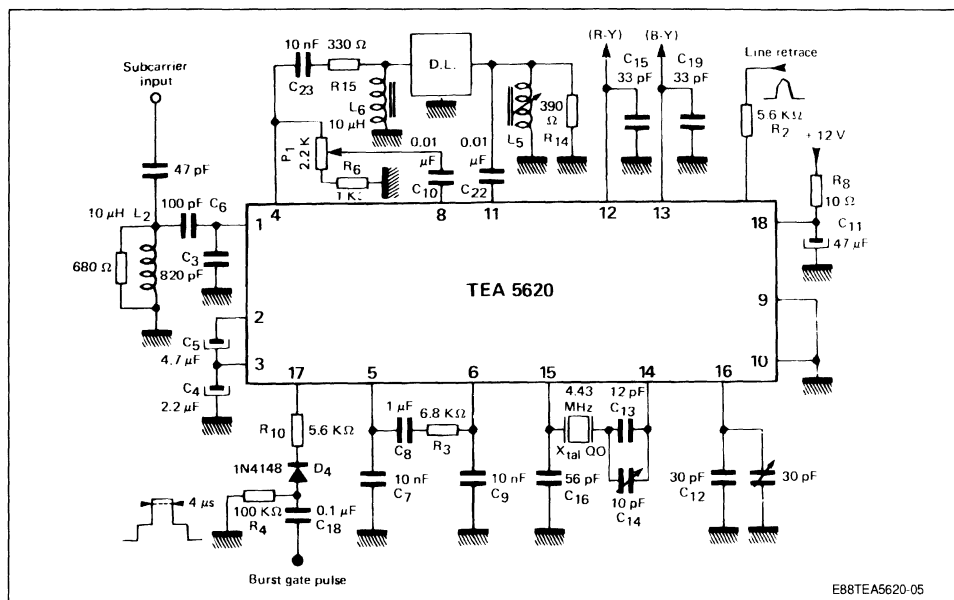 Subcarrier
input
47 pF
10 µH L2
100 pF C6
680 Ω
820 pF
C3
C5
4.7 µF
C4
2.2 µF
10 nF 330 Ω
C23 R15
L6
10 µH
D.L.
P1
2.2 K
R6
1 K
0.01
µF
C10
0.01
µF
C22
L5
390
Ω
R14
(R-Y) (B-Y)
C15
33 pF
C19
33 pF
Line retrace
5.6 KΩ
R2
+ 12 V
R8
10 Ω
C11
47 µF
4 8 11 12 13
1 18
2
3
9
10
TEA 5620
17 5 6 15 14 16
R10 5.6 KΩ
1N4148 D4
4 µs
100 KΩ
R4
0.1 µF
C18
Burst gate pulse
1 µF 6.8 KΩ
C8 R3
10 nF
C7
10 nF
C9
4.43
MHz
Xtal QO
12 pF
C13
56 pF
C16
10 pF
C14
30 pF
C12
30 pF
E88TEA5620-05